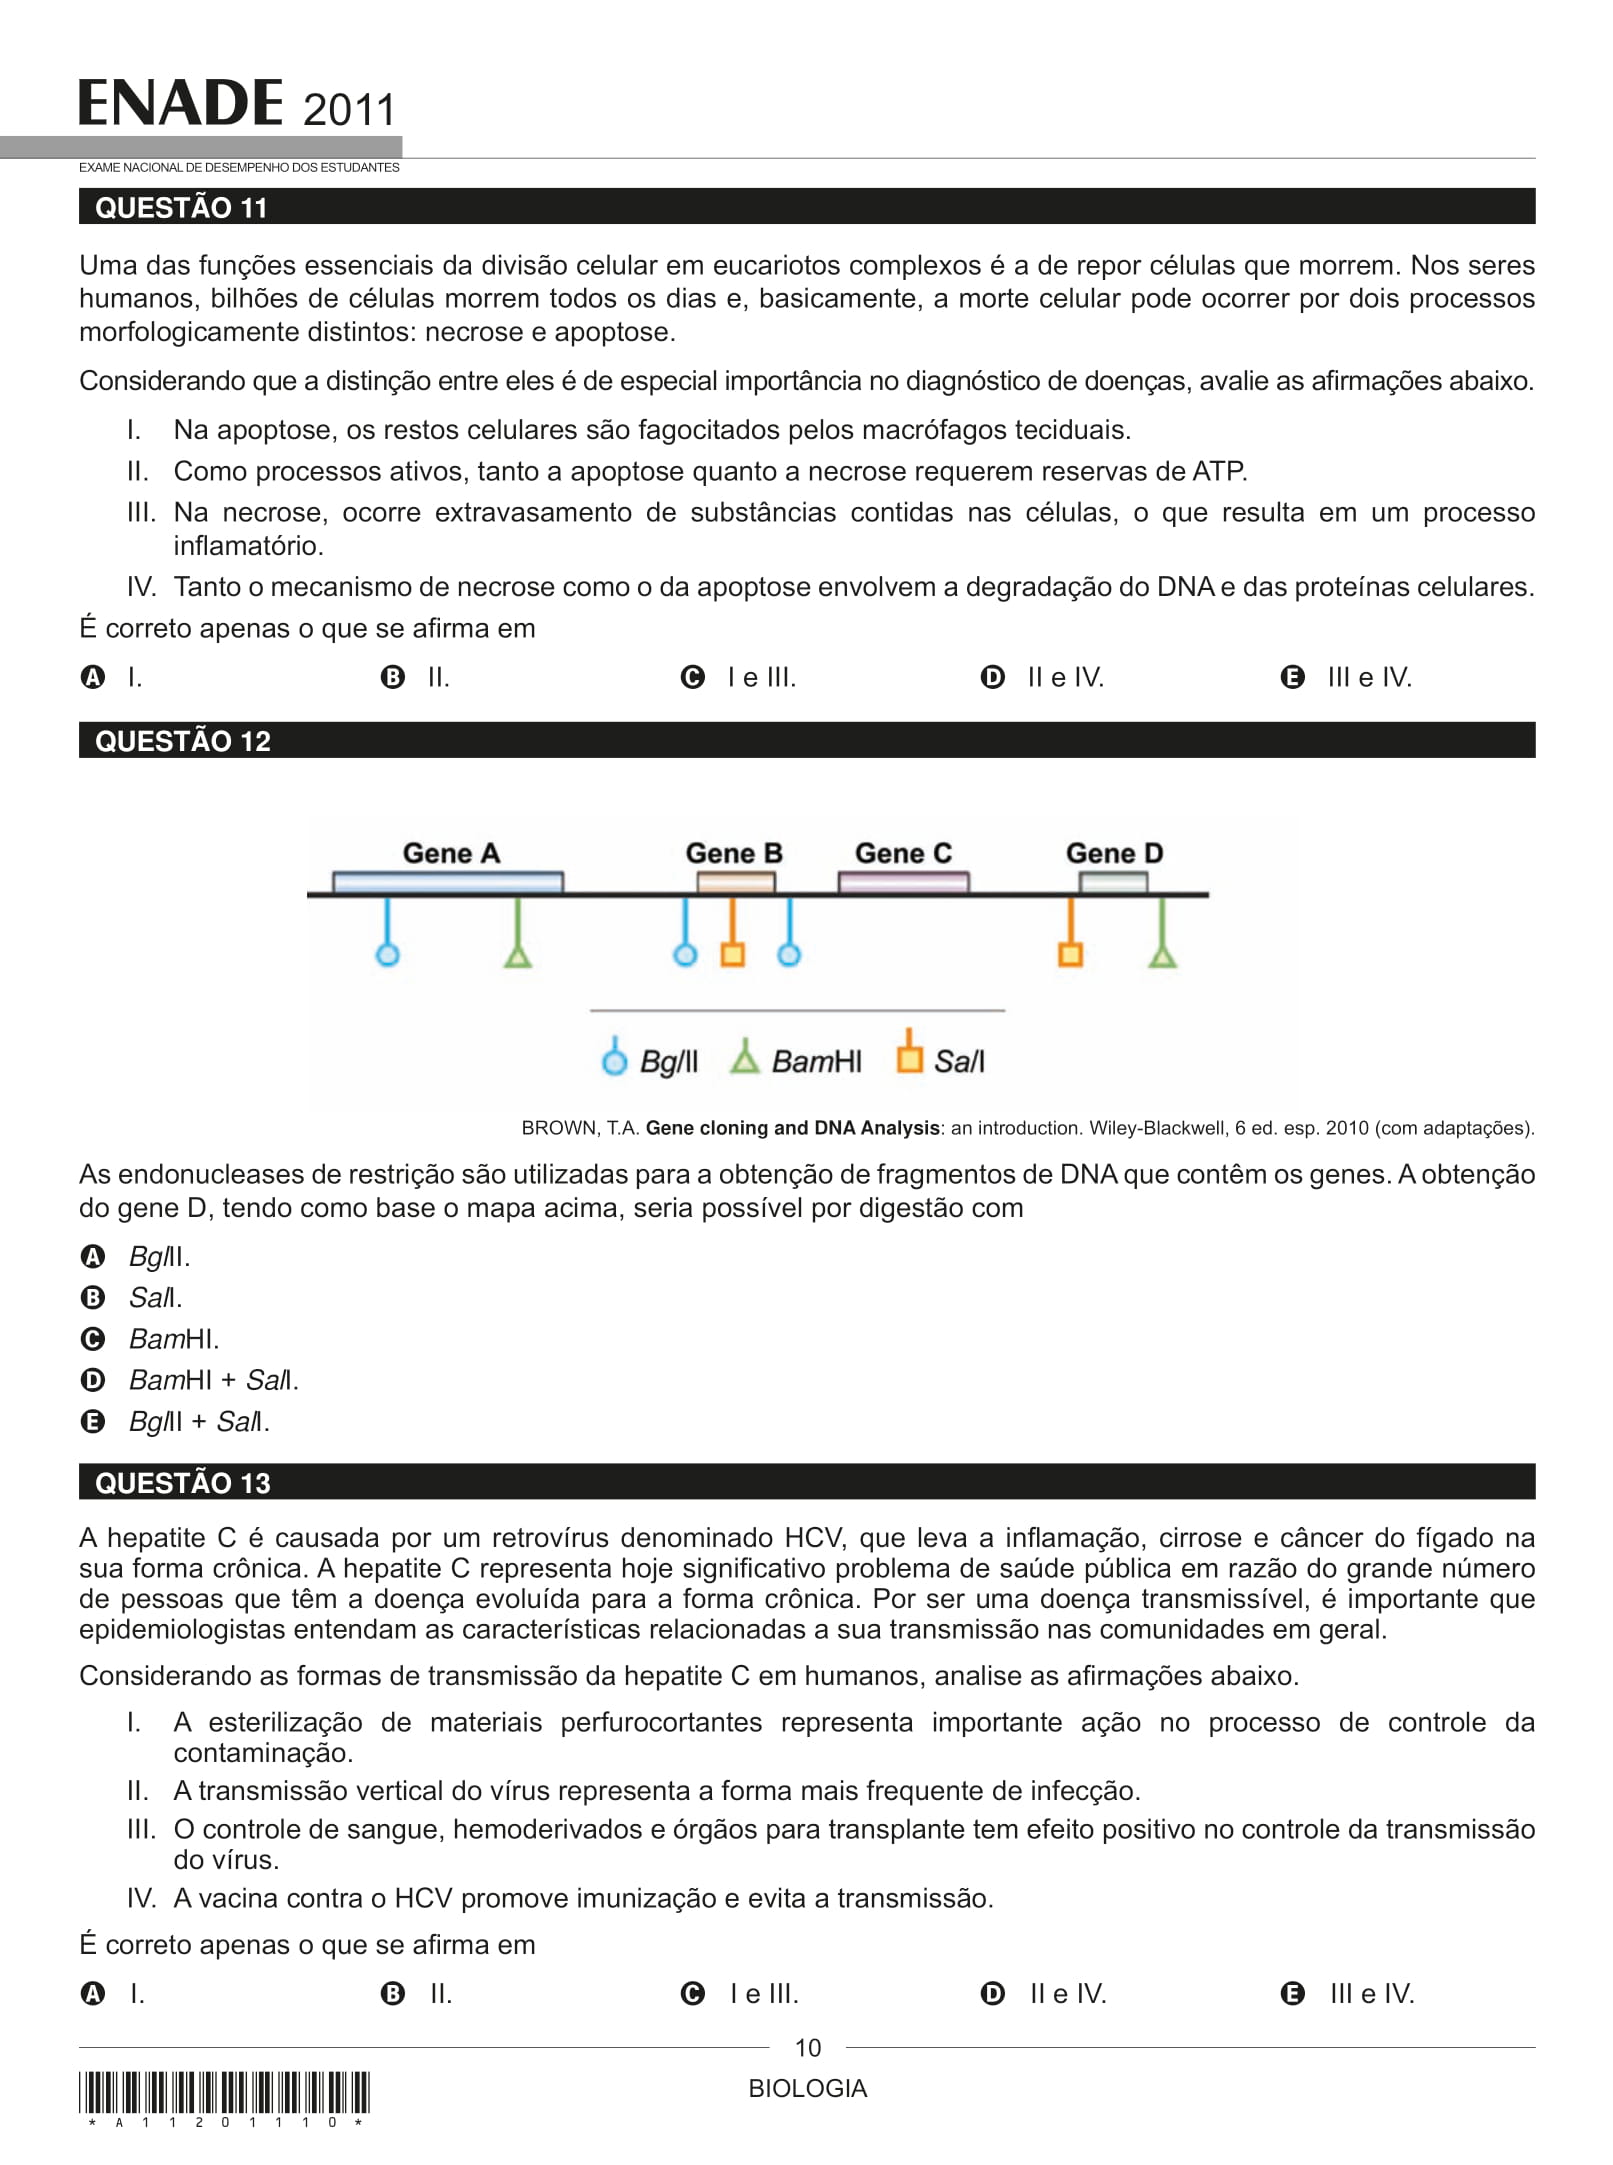 ENADE 2011
EXAME NACIONAL DE DESEMPENHO DOS ESTUDANTES
QUESTÃO 11
Uma das funções essenciais da divisão celular em eucariotos complexos é a de repor células que morrem. Nos seres
humanos, bilhões de células morrem todos os dias e, basicamente, a morte celular pode ocorrer por dois processos
morfologicamente distintos: necrose e apoptose.
Considerando que a distinção entre eles é de especial importância no diagnóstico de doenças, avalie as afirmações abaixo.
I. Na apoptose, os restos celulares são fagocitados pelos macrófagos teciduais.
II. Como processos ativos, tanto a apoptose quanto a necrose requerem reservas de ATP.
III. Na necrose, ocorre extravasamento de substâncias contidas nas células, o que resulta em um processo
inflamatório.
IV. Tanto o mecanismo de necrose como o da apoptose envolvem a degradação do DNA e das proteínas celulares.
É correto apenas o que se afirma em
A I. B II. C I e III. D II e IV. E III e IV.
QUESTÃO 12
Gene A Gene B Gene C Gene D
BglII BamHI SalI
BROWN, T.A. Gene cloning and DNA Analysis: an introduction. Wiley-Blackwell, 6 ed. esp. 2010 (com adaptações).
As endonucleases de restrição são utilizadas para a obtenção de fragmentos de DNA que contêm os genes. A obtenção
do gene D, tendo como base o mapa acima, seria possível por digestão com
A BglII.
B SalI.
C BamHI.
D BamHI + SalI.
E BglII + SalI.
QUESTÃO 13
A hepatite C é causada por um retrovírus denominado HCV, que leva a inflamação, cirrose e câncer do fígado na
sua forma crônica. A hepatite C representa hoje significativo problema de saúde pública em razão do grande número
de pessoas que têm a doença evoluída para a forma crônica. Por ser uma doença transmissível, é importante que
epidemiologistas entendam as características relacionadas a sua transmissão nas comunidades em geral.
Considerando as formas de transmissão da hepatite C em humanos, analise as afirmações abaixo.
I. A esterilização de materiais perfurocortantes representa importante ação no processo de controle da
contaminação.
II. A transmissão vertical do vírus representa a forma mais frequente de infecção.
III. O controle de sangue, hemoderivados e órgãos para transplante tem efeito positivo no controle da transmissão
do vírus.
IV. A vacina contra o HCV promove imunização e evita a transmissão.
É correto apenas o que se afirma em
A I. B II. C I e III. D II e IV. E III e IV.
10
BIOLOGIA
* A 1 1 2 0 1 1 1 0 *